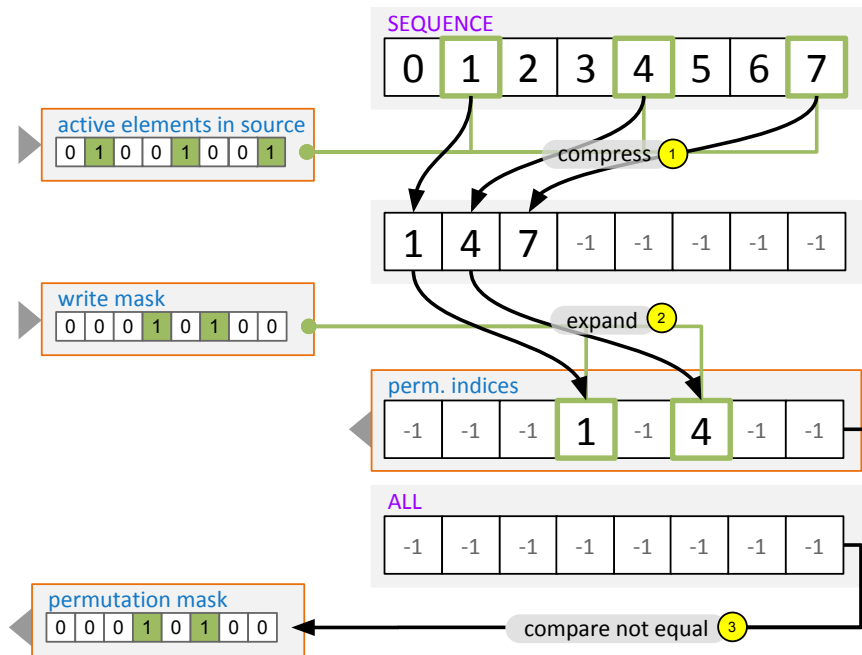 SEQUENCE
0 1 2 3 4 5 6 7
active elements in source
0 1 0 0 1 0 0 1
compress 1
1 4 7 -1 -1 -1 -1 -1
write mask
0 0 0 1 0 1 0 0
expand 2
perm. indices
-1 -1 -1 1 -1 4 -1 -1
ALL
-1 -1 -1 -1 -1 -1 -1 -1
permutation mask
0 0 0 1 0 1 0 0
compare not equal 3